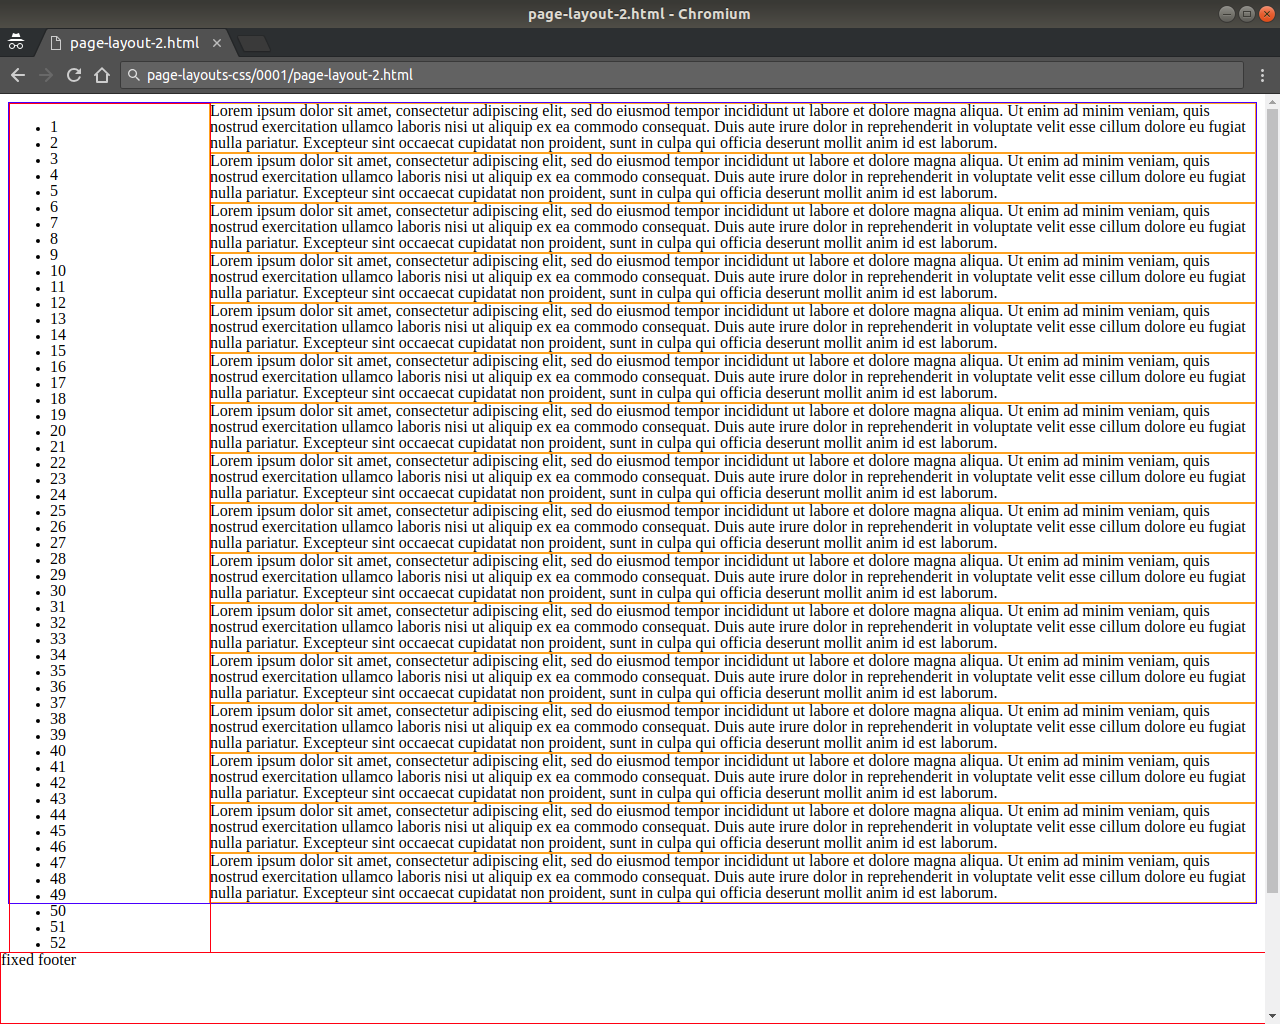 page-layout-2.html - Chromium
page-layout-2.html
page-layouts-css/0001/page-layout-2.html
1
2
3
4
5
6
7
8
9
10
11
12
13
14
15
16
17
18
19
20
21
22
23
24
25
26
27
28
29
30
31
32
33
34
35
36
37
38
39
40
41
42
43
44
45
46
47
48
49
50
51
52
Lorem ipsum dolor sit amet, consectetur adipiscing elit, sed do eiusmod tempor incididunt ut labore et dolore magna aliqua. Ut enim ad minim veniam, quis
nostrud exercitation ullamco laboris nisi ut aliquip ex ea commodo consequat. Duis aute irure dolor in reprehenderit in voluptate velit esse cillum dolore eu fugiat
nulla pariatur. Excepteur sint occaecat cupidatat non proident, sunt in culpa qui officia deserunt mollit anim id est laborum.
Lorem ipsum dolor sit amet, consectetur adipiscing elit, sed do eiusmod tempor incididunt ut labore et dolore magna aliqua. Ut enim ad minim veniam, quis
nostrud exercitation ullamco laboris nisi ut aliquip ex ea commodo consequat. Duis aute irure dolor in reprehenderit in voluptate velit esse cillum dolore eu fugiat
nulla pariatur. Excepteur sint occaecat cupidatat non proident, sunt in culpa qui officia deserunt mollit anim id est laborum.
Lorem ipsum dolor sit amet, consectetur adipiscing elit, sed do eiusmod tempor incididunt ut labore et dolore magna aliqua. Ut enim ad minim veniam, quis
nostrud exercitation ullamco laboris nisi ut aliquip ex ea commodo consequat. Duis aute irure dolor in reprehenderit in voluptate velit esse cillum dolore eu fugiat
nulla pariatur. Excepteur sint occaecat cupidatat non proident, sunt in culpa qui officia deserunt mollit anim id est laborum.
Lorem ipsum dolor sit amet, consectetur adipiscing elit, sed do eiusmod tempor incididunt ut labore et dolore magna aliqua. Ut enim ad minim veniam, quis
nostrud exercitation ullamco laboris nisi ut aliquip ex ea commodo consequat. Duis aute irure dolor in reprehenderit in voluptate velit esse cillum dolore eu fugiat
nulla pariatur. Excepteur sint occaecat cupidatat non proident, sunt in culpa qui officia deserunt mollit anim id est laborum.
Lorem ipsum dolor sit amet, consectetur adipiscing elit, sed do eiusmod tempor incididunt ut labore et dolore magna aliqua. Ut enim ad minim veniam, quis
nostrud exercitation ullamco laboris nisi ut aliquip ex ea commodo consequat. Duis aute irure dolor in reprehenderit in voluptate velit esse cillum dolore eu fugiat
nulla pariatur. Excepteur sint occaecat cupidatat non proident, sunt in culpa qui officia deserunt mollit anim id est laborum.
Lorem ipsum dolor sit amet, consectetur adipiscing elit, sed do eiusmod tempor incididunt ut labore et dolore magna aliqua. Ut enim ad minim veniam, quis
nostrud exercitation ullamco laboris nisi ut aliquip ex ea commodo consequat. Duis aute irure dolor in reprehenderit in voluptate velit esse cillum dolore eu fugiat
nulla pariatur. Excepteur sint occaecat cupidatat non proident, sunt in culpa qui officia deserunt mollit anim id est laborum.
Lorem ipsum dolor sit amet, consectetur adipiscing elit, sed do eiusmod tempor incididunt ut labore et dolore magna aliqua. Ut enim ad minim veniam, quis
nostrud exercitation ullamco laboris nisi ut aliquip ex ea commodo consequat. Duis aute irure dolor in reprehenderit in voluptate velit esse cillum dolore eu fugiat
nulla pariatur. Excepteur sint occaecat cupidatat non proident, sunt in culpa qui officia deserunt mollit anim id est laborum.
Lorem ipsum dolor sit amet, consectetur adipiscing elit, sed do eiusmod tempor incididunt ut labore et dolore magna aliqua. Ut enim ad minim veniam, quis
nostrud exercitation ullamco laboris nisi ut aliquip ex ea commodo consequat. Duis aute irure dolor in reprehenderit in voluptate velit esse cillum dolore eu fugiat
nulla pariatur. Excepteur sint occaecat cupidatat non proident, sunt in culpa qui officia deserunt mollit anim id est laborum.
Lorem ipsum dolor sit amet, consectetur adipiscing elit, sed do eiusmod tempor incididunt ut labore et dolore magna aliqua. Ut enim ad minim veniam, quis
nostrud exercitation ullamco laboris nisi ut aliquip ex ea commodo consequat. Duis aute irure dolor in reprehenderit in voluptate velit esse cillum dolore eu fugiat
nulla pariatur. Excepteur sint occaecat cupidatat non proident, sunt in culpa qui officia deserunt mollit anim id est laborum.
Lorem ipsum dolor sit amet, consectetur adipiscing elit, sed do eiusmod tempor incididunt ut labore et dolore magna aliqua. Ut enim ad minim veniam, quis
nostrud exercitation ullamco laboris nisi ut aliquip ex ea commodo consequat. Duis aute irure dolor in reprehenderit in voluptate velit esse cillum dolore eu fugiat
nulla pariatur. Excepteur sint occaecat cupidatat non proident, sunt in culpa qui officia deserunt mollit anim id est laborum.
Lorem ipsum dolor sit amet, consectetur adipiscing elit, sed do eiusmod tempor incididunt ut labore et dolore magna aliqua. Ut enim ad minim veniam, quis
nostrud exercitation ullamco laboris nisi ut aliquip ex ea commodo consequat. Duis aute irure dolor in reprehenderit in voluptate velit esse cillum dolore eu fugiat
nulla pariatur. Excepteur sint occaecat cupidatat non proident, sunt in culpa qui officia deserunt mollit anim id est laborum.
Lorem ipsum dolor sit amet, consectetur adipiscing elit, sed do eiusmod tempor incididunt ut labore et dolore magna aliqua. Ut enim ad minim veniam, quis
nostrud exercitation ullamco laboris nisi ut aliquip ex ea commodo consequat. Duis aute irure dolor in reprehenderit in voluptate velit esse cillum dolore eu fugiat
nulla pariatur. Excepteur sint occaecat cupidatat non proident, sunt in culpa qui officia deserunt mollit anim id est laborum.
Lorem ipsum dolor sit amet, consectetur adipiscing elit, sed do eiusmod tempor incididunt ut labore et dolore magna aliqua. Ut enim ad minim veniam, quis
nostrud exercitation ullamco laboris nisi ut aliquip ex ea commodo consequat. Duis aute irure dolor in reprehenderit in voluptate velit esse cillum dolore eu fugiat
nulla pariatur. Excepteur sint occaecat cupidatat non proident, sunt in culpa qui officia deserunt mollit anim id est laborum.
Lorem ipsum dolor sit amet, consectetur adipiscing elit, sed do eiusmod tempor incididunt ut labore et dolore magna aliqua. Ut enim ad minim veniam, quis
nostrud exercitation ullamco laboris nisi ut aliquip ex ea commodo consequat. Duis aute irure dolor in reprehenderit in voluptate velit esse cillum dolore eu fugiat
nulla pariatur. Excepteur sint occaecat cupidatat non proident, sunt in culpa qui officia deserunt mollit anim id est laborum.
Lorem ipsum dolor sit amet, consectetur adipiscing elit, sed do eiusmod tempor incididunt ut labore et dolore magna aliqua. Ut enim ad minim veniam, quis
nostrud exercitation ullamco laboris nisi ut aliquip ex ea commodo consequat. Duis aute irure dolor in reprehenderit in voluptate velit esse cillum dolore eu fugiat
nulla pariatur. Excepteur sint occaecat cupidatat non proident, sunt in culpa qui officia deserunt mollit anim id est laborum.
Lorem ipsum dolor sit amet, consectetur adipiscing elit, sed do eiusmod tempor incididunt ut labore et dolore magna aliqua. Ut enim ad minim veniam, quis
nostrud exercitation ullamco laboris nisi ut aliquip ex ea commodo consequat. Duis aute irure dolor in reprehenderit in voluptate velit esse cillum dolore eu fugiat
nulla pariatur. Excepteur sint occaecat cupidatat non proident, sunt in culpa qui officia deserunt mollit anim id est laborum.
fixed footer